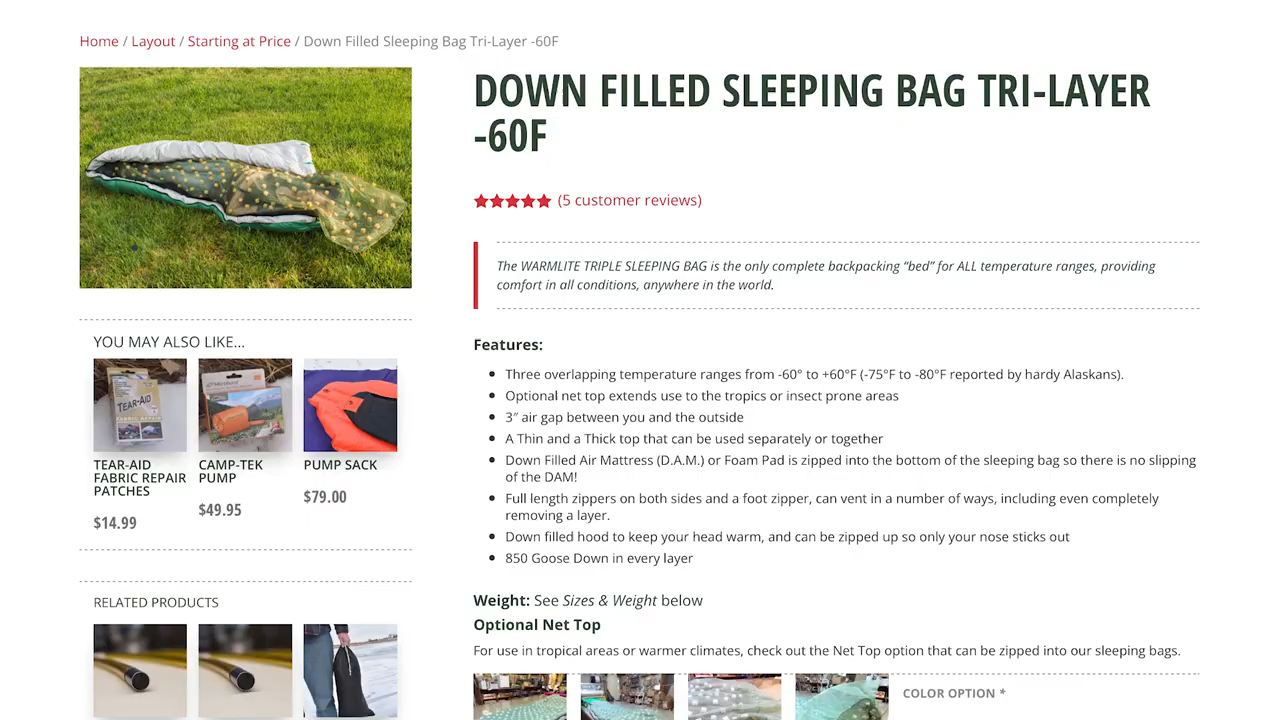 Home / Layout / Starting at Price / Down Filled Sleeping Bag Tri-Layer -60F
DOWN FILLED SLEEPING BAG TRI-LAYER
-60F
(5 customer reviews)
The WARMLITE TRIPLE SLEEPING BAG is the only complete backpacking “bed” for ALL temperature ranges, providing
comfort in all conditions, anywhere in the world.
Features:
Three overlapping temperature ranges from -60° to +60°F (-75°F to -80°F reported by hardy Alaskans).
Optional net top extends use to the tropics or insect prone areas
3″ air gap between you and the outside
A Thin and a Thick top that can be used separately or together
Down Filled Air Mattress (D.A.M.) or Foam Pad is zipped into the bottom of the sleeping bag so there is no slipping
of the DAM!
Full length zippers on both sides and a foot zipper, can vent in a number of ways, including even completely
removing a layer.
Down filled hood to keep your head warm, and can be zipped up so only your nose sticks out
850 Goose Down in every layer
Weight: See Sizes & Weight below
Optional Net Top
For use in tropical areas or warmer climates, check out the Net Top option that can be zipped into our sleeping bags.
COLOR OPTION *
YOU MAY ALSO LIKE...
TEAR-AID
FABRIC REPAIR
TEAR-AID
FABRIC REPAIR
PATCHES
$14.99
CAMP-TEK
PUMP
$49.95
PUMP SACK
$79.00
RELATED PRODUCTS